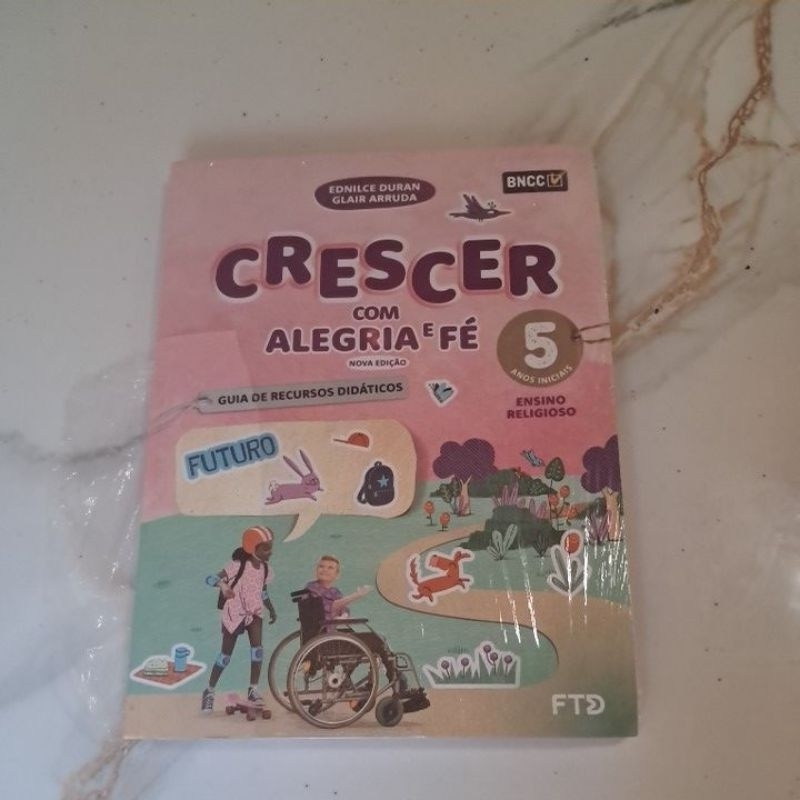 EDNILCE DURAN
GLAIR ARRUDA
BNCC
CRESCER
COM
ALEGRIA E FÉ
NOVA EDIÇÃO
5
ANOS INICIAIS
GUIA DE RECURSOS DIDÁTICOS
ENSINO
RELIGIOSO
FUTURO
FTD